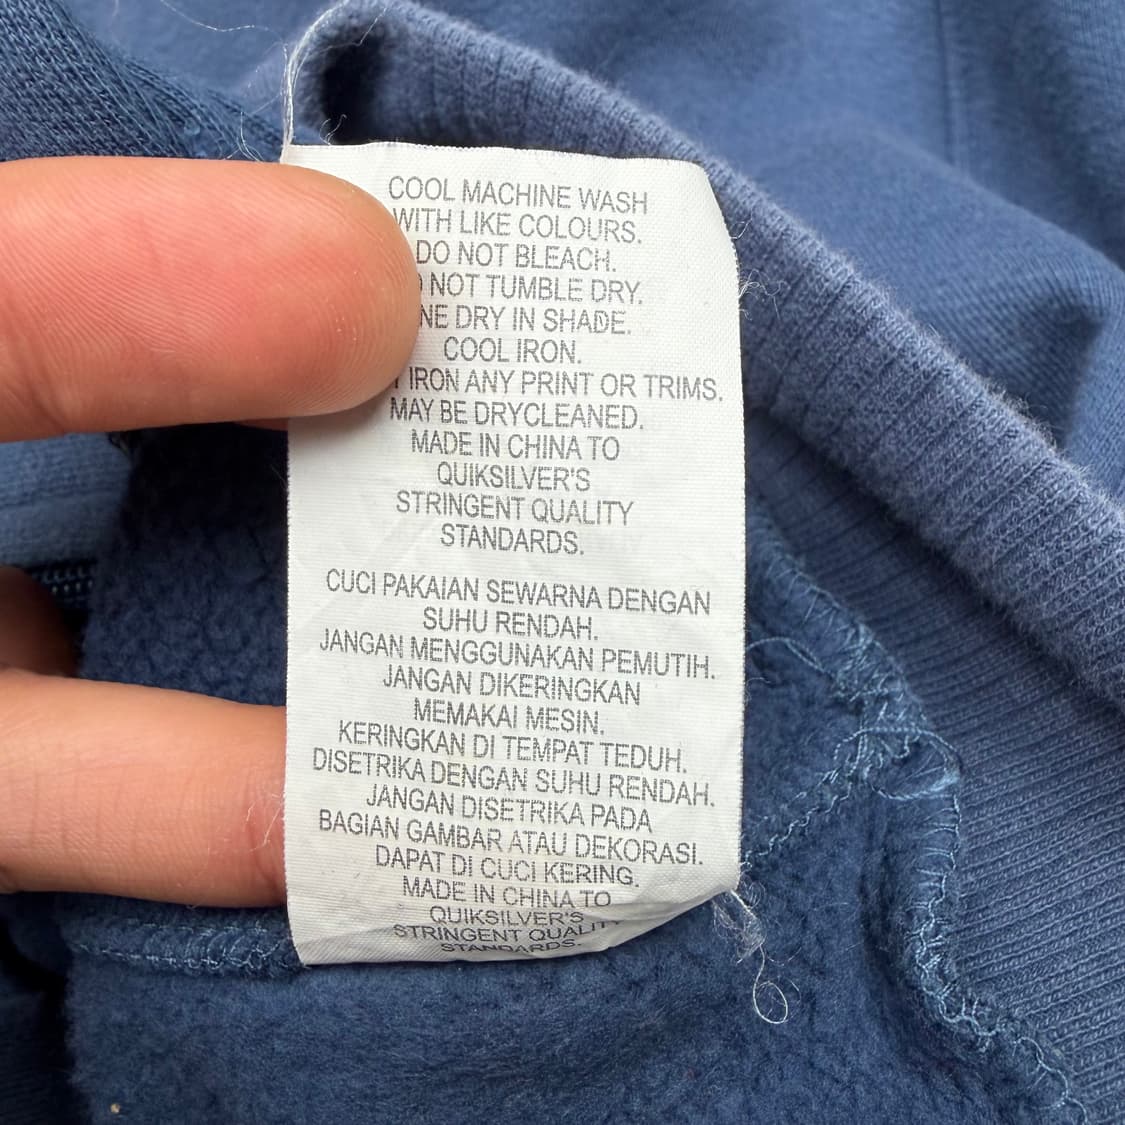 COOL MACHINE WASH
WITH LIKE COLOURS.
DO NOT BLEACH.
NOT TUMBLE DRY.
DRY IN SHADE.
COOL IRON.
IRON ANY PRINT OR TRIMS.
MAY BE DRYCLEANED.
MADE IN CHINA TO
QUIKSILVER'S
STRINGENT QUALITY
STANDARDS.
CUCI PAKAIAN SEWARNA DENGAN
SUHU RENDAH.
JANGAN MENGGUNAKAN PEMUTIH.
JANGAN DIKERINGKAN
MEMAKAI MESIN.
KERINGKAN DI TEMPAT TEDUH.
DISETRIKA DENGAN SUHU RENDAH.
JANGAN DISETRIKA PADA
BAGIAN GAMBAR ATAU DEKORASI.
DAPAT DI CUCI KERING.
MADE IN CHINA TO
QUIKSILVER'S
STRINGENT QUALITY
STANDARDS.